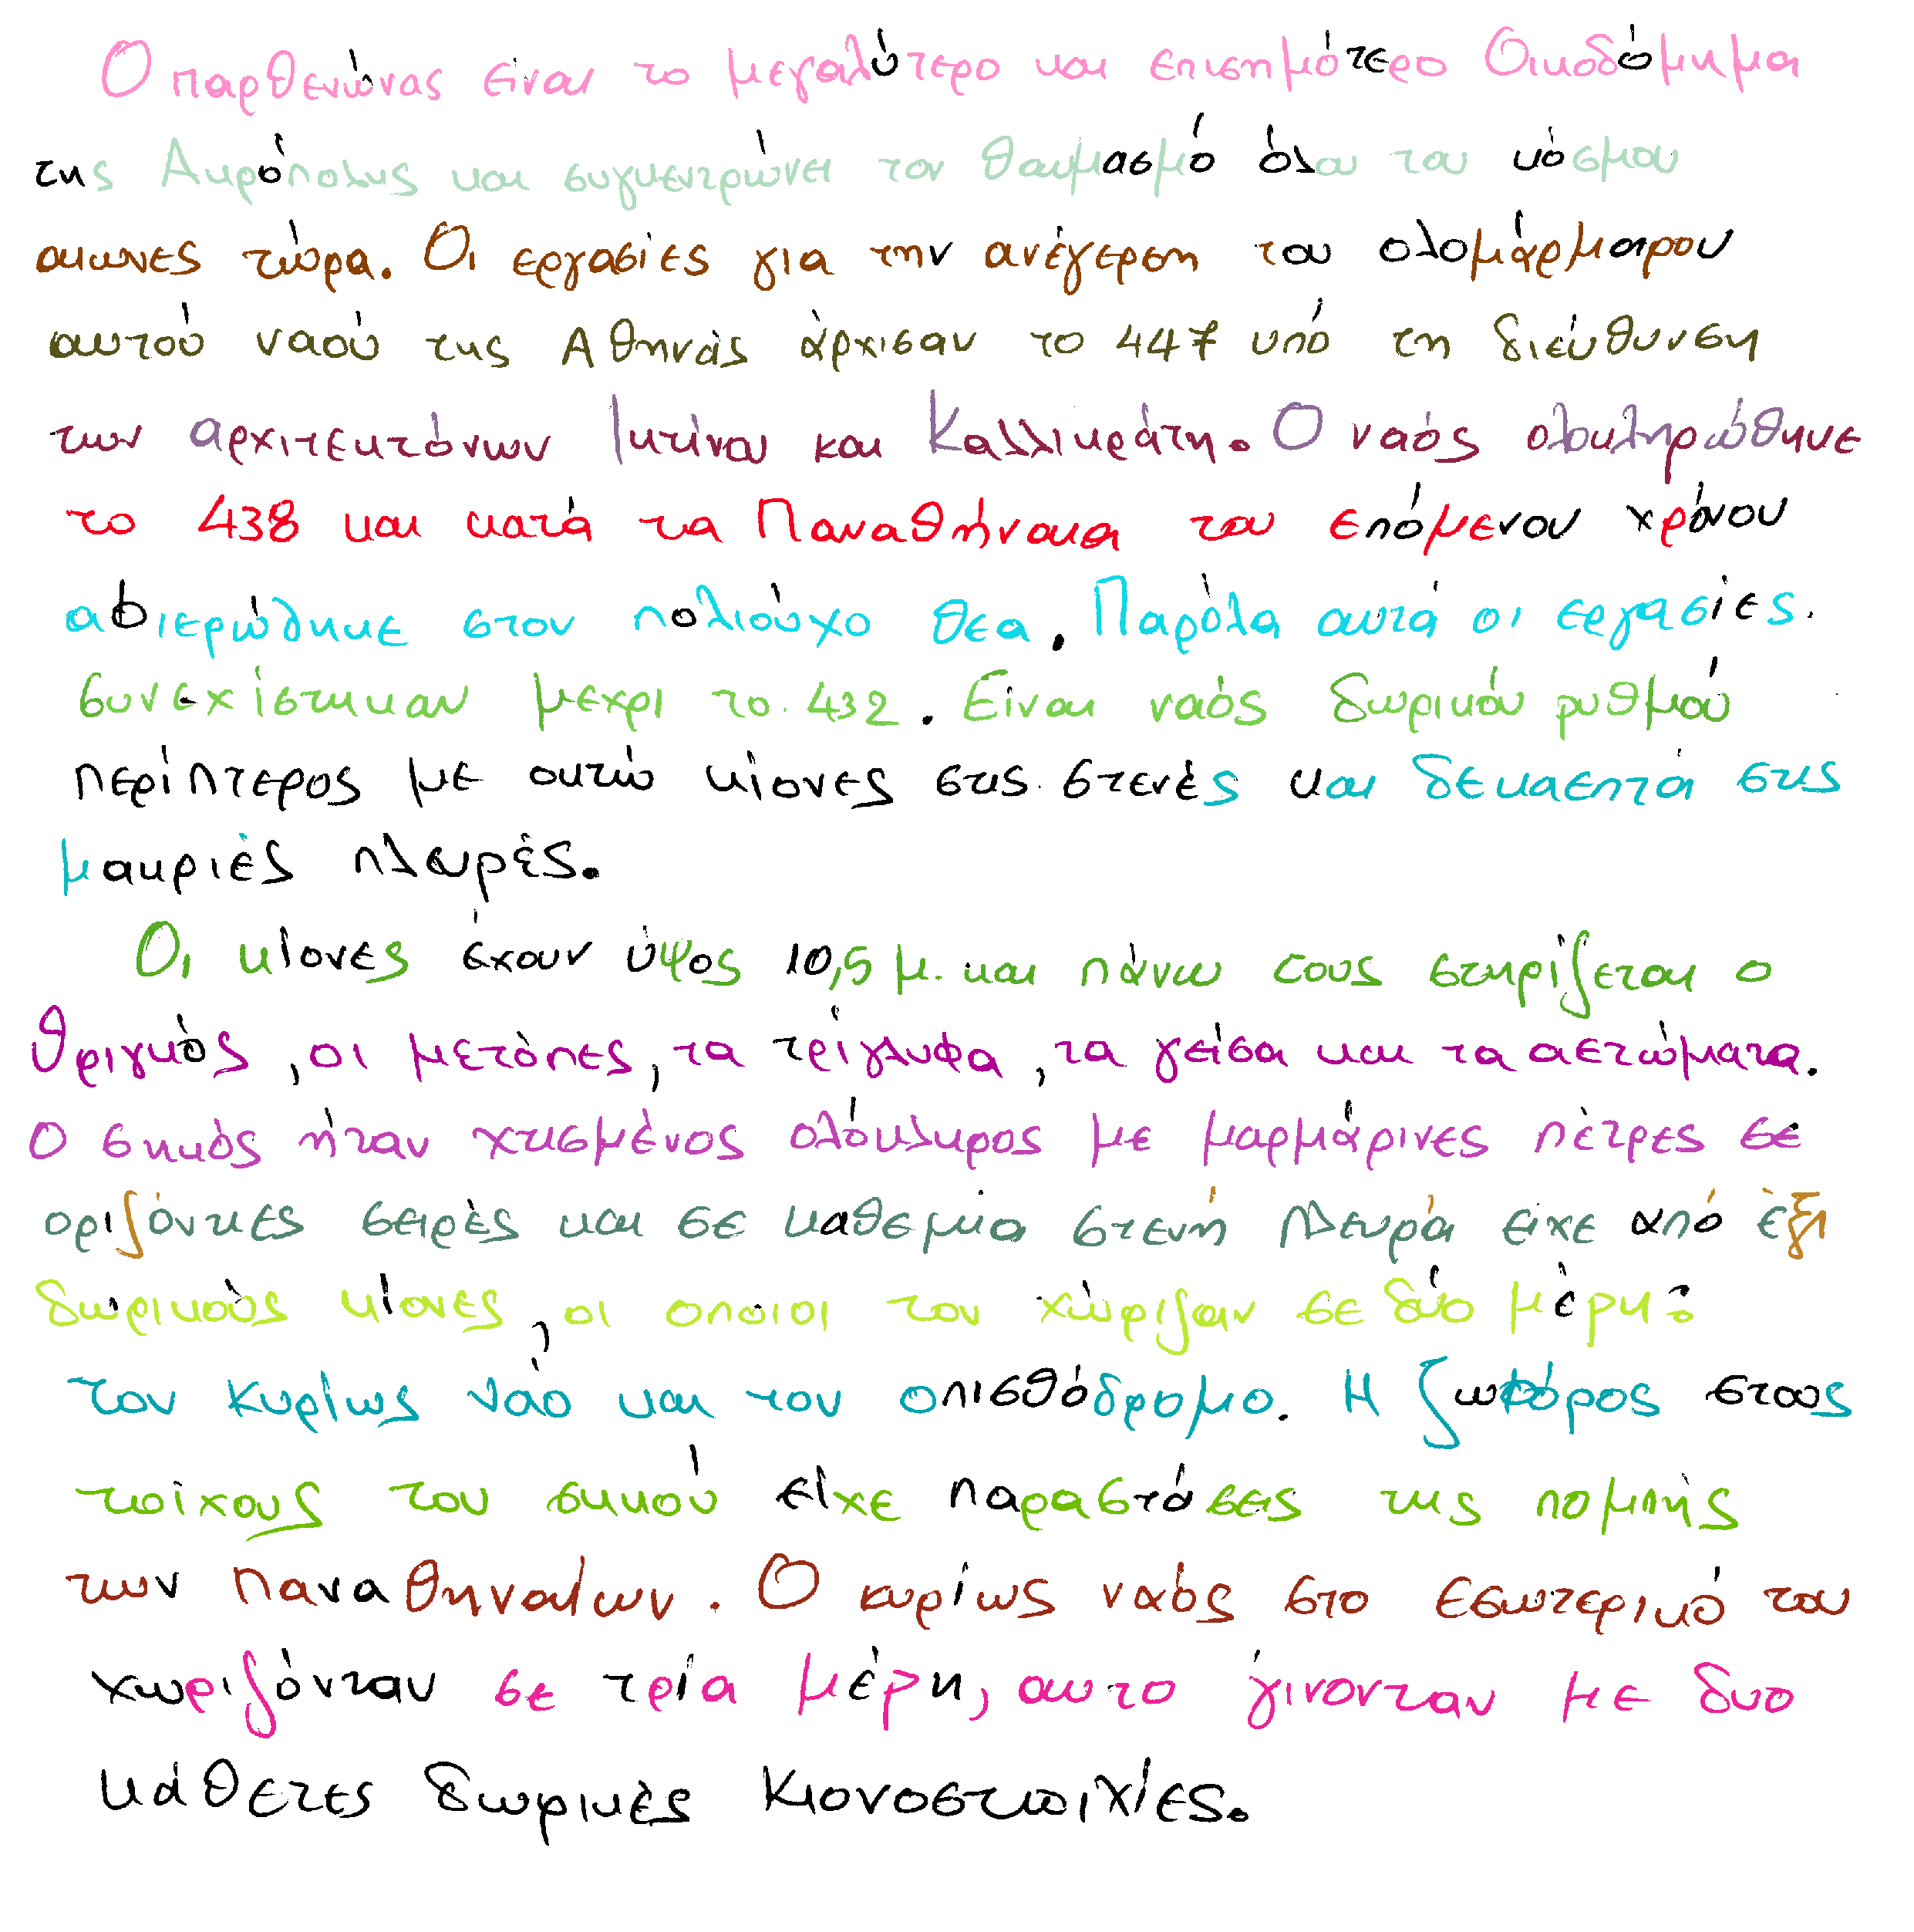 Ο παρθενώνας είναι το μεγαλύτερο και επισημότερο Οικοδόμημα
της Ακρόπολης και συγκεντρώνει τον θαυμασμό όλου του κόσμου
αιωνες τώρα. Οι εργασίες για την ανέγερση του ολομάρμαρου
αυτού ναού της Αθηνάς άρχισαν το 447 υπό τη διεύθυνση
των αρχιτεκτόνων Ικτίνου και Καλλικράτη. Ο ναός ολοκληρώθηκε
το 438 και κατά τα Παναθήναια του επόμενου χρόνου
αφιερώθηκε στον πολιούχο θεα. Παρόλα αυτά οι εργασίες.
συνεχίστηκαν μεχρι το. 432. Είναι ναός δωρικόυ ρυθμού
περίπτερος με οκτώ κίονες στις στενές και δεκαεπτά στις
μακριές πλευρές.
Οι κίονες έχουν ύψος 10,5 μ. και πάνω τους στηρίζεται ο
θριγκός, οι μετόπες, τα τρίγλυφα, τα γείσα και τα αετώματα.
Ο σηκός ήταν χτισμένος ολόκληρος με μαρμάρινες πέτρες σε
οριζόντιες σειρές και σε καθεμία στενή πλευρά ειχε από έξι
δωρικούς κίονες, οι οποιοι τον χώριζαν σε δύο μέρη:
τον κυρίως ναό και τον οπισθόδρομο. Η ζωφόρος στους
τοίχους του σηκού είχε παραστάσεις της πομπής
των παναθηναίων. Ο κυρίως ναός στο εσωτερικό του
χωριζόνταν σε τρία μέρη, αυτο γίνονταν με δυο
κάθετες δωρικές κιονοστοιχίες.